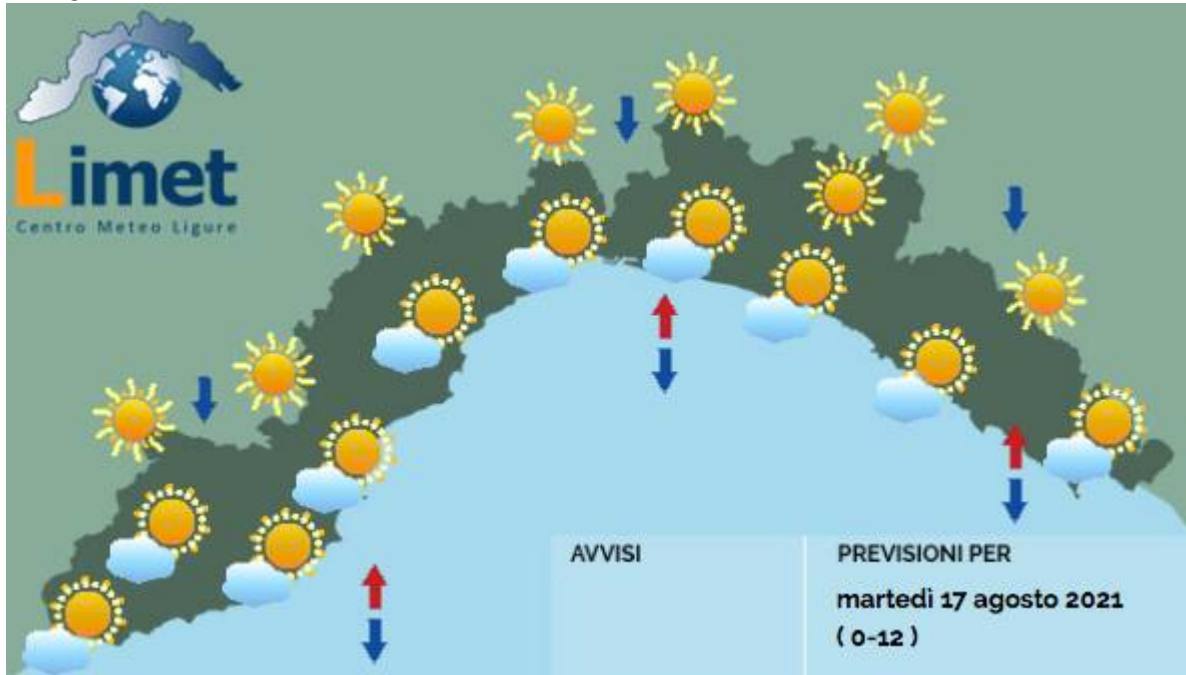 Limet
Centro Meteo Ligure
AVVISI
PREVISIONI PER
martedì 17 agosto 2021
( 0-12 )